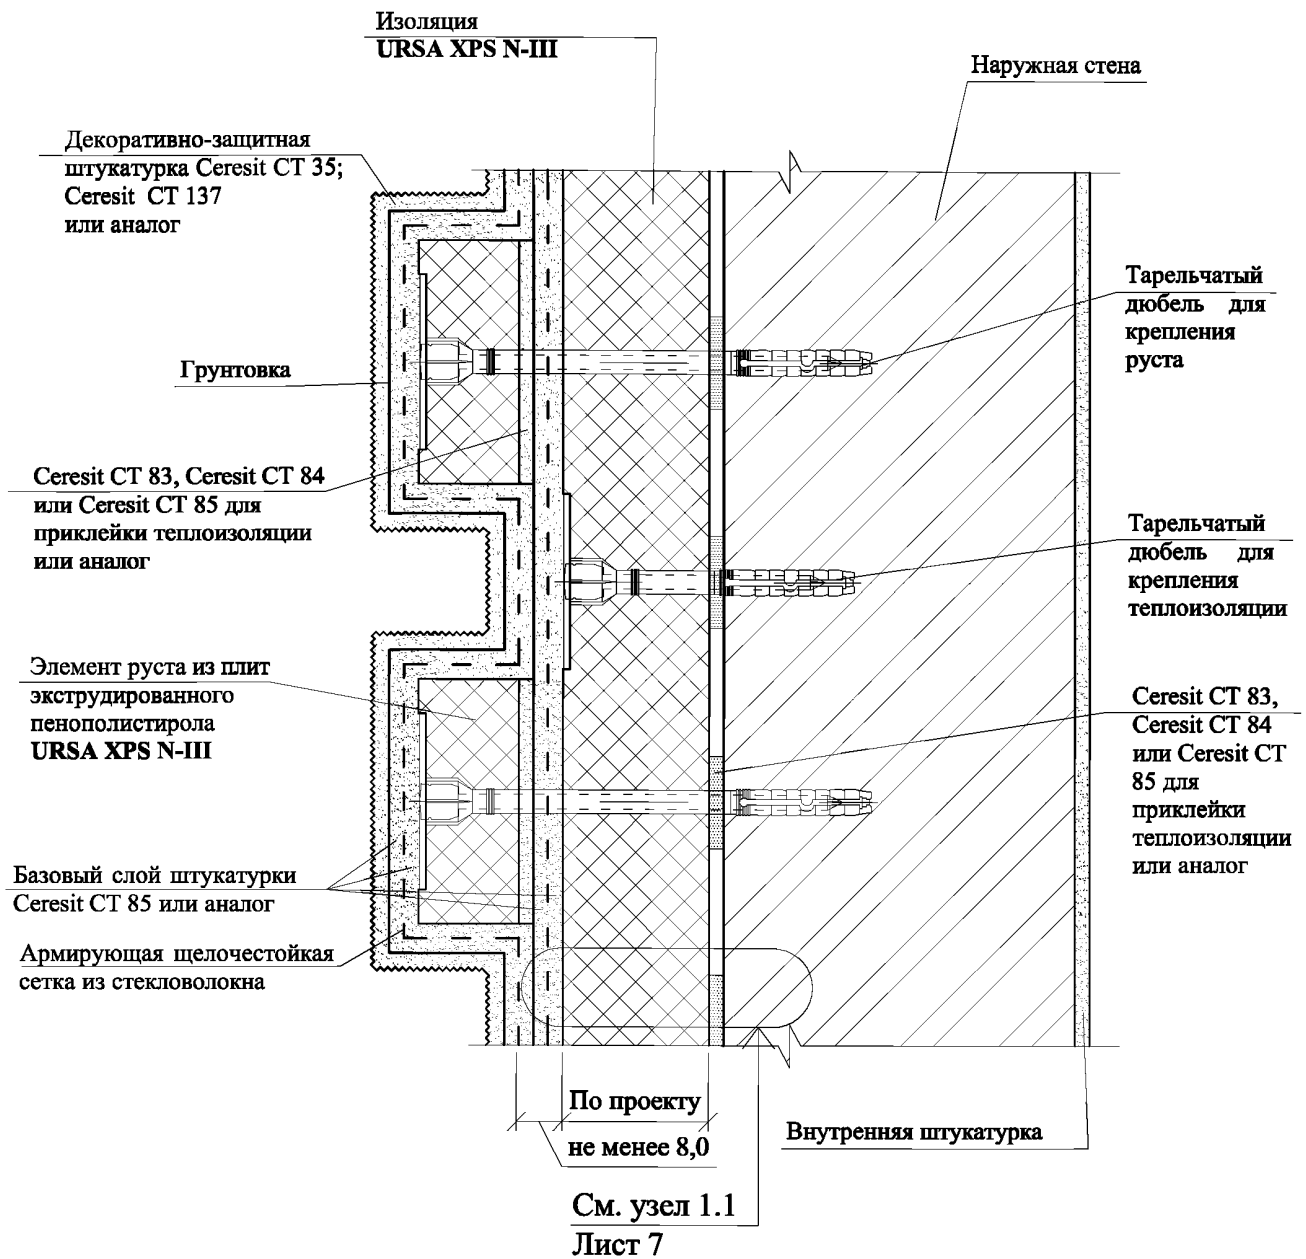 Изоляция
URSA XPS N-III
Наружная стена
Декоративно-защитная
штукатурка Ceresit CT 35;
Ceresit CT 137
или аналог
Тарельчатый
дюбель для
крепления
руста
Грунтовка
Ceresit CT 83, Ceresit CT 84
или Ceresit CT 85 для
приклейки теплоизоляции
или аналог
Тарельчатый
дюбель для
крепления
теплоизоляции
Элемент руста из плит
экструдированного
пенополистирола
URSA XPS N-III
Ceresit CT 83,
Ceresit CT 84
или Ceresit CT
85 для
приклейки
теплоизоляции
или аналог
Базовый слой штукатурки
Ceresit CT 85 или аналог
Армирующая щелочестойкая
сетка из стекловолокна
По проекту
не менее 8,0
Внутренняя штукатурка
См. узел 1.1
Лист 7